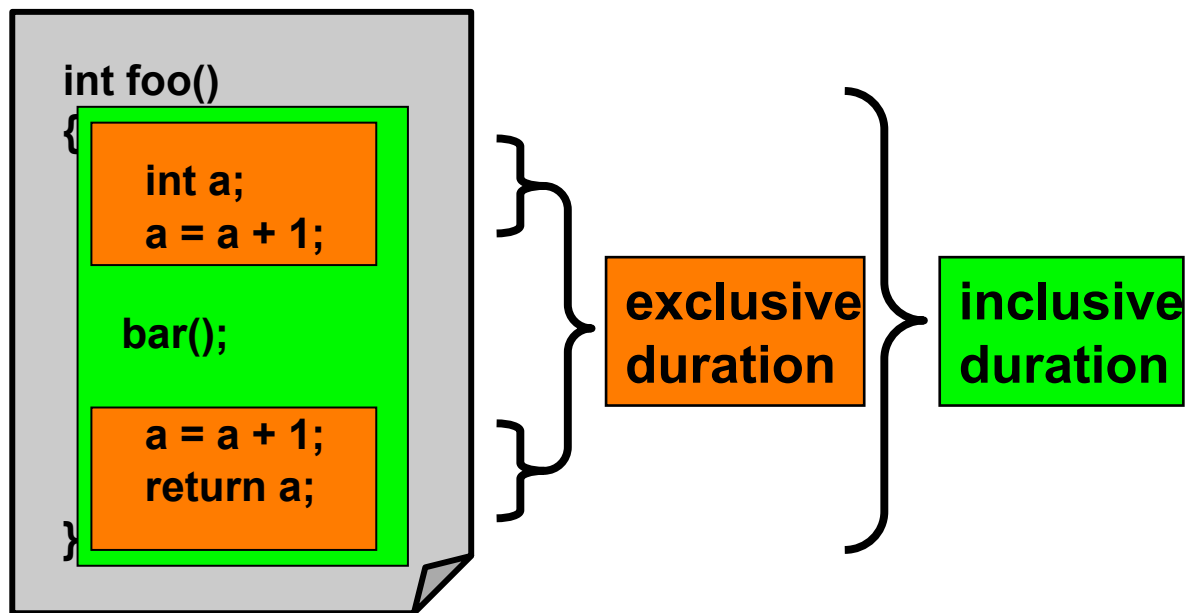 int foo()
{
int a;
a = a + 1;
bar();
a = a + 1;
return a;
}
exclusive
duration
inclusive
duration